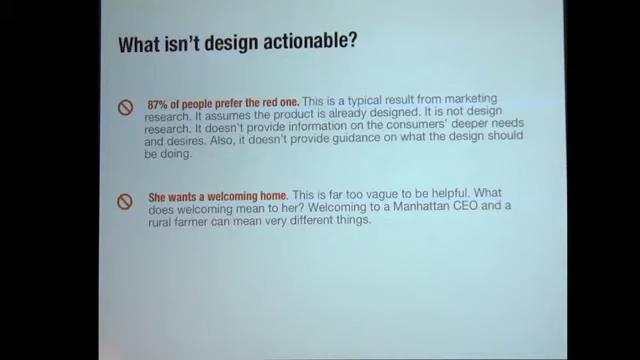 What isn't design actionable?
87% of people prefer the red one. This is a typical result from marketing
research. It assumes the product is already designed. It is not design
research. It doesn't provide information on the consumers' deeper needs
and desires. Also, it doesn't provide guidance on what the design should
be doing.
She wants a welcoming home. This is far too vague to be helpful. What
does welcoming mean to her? Welcoming to a Manhattan CEO and a
rural farmer can mean very different things.